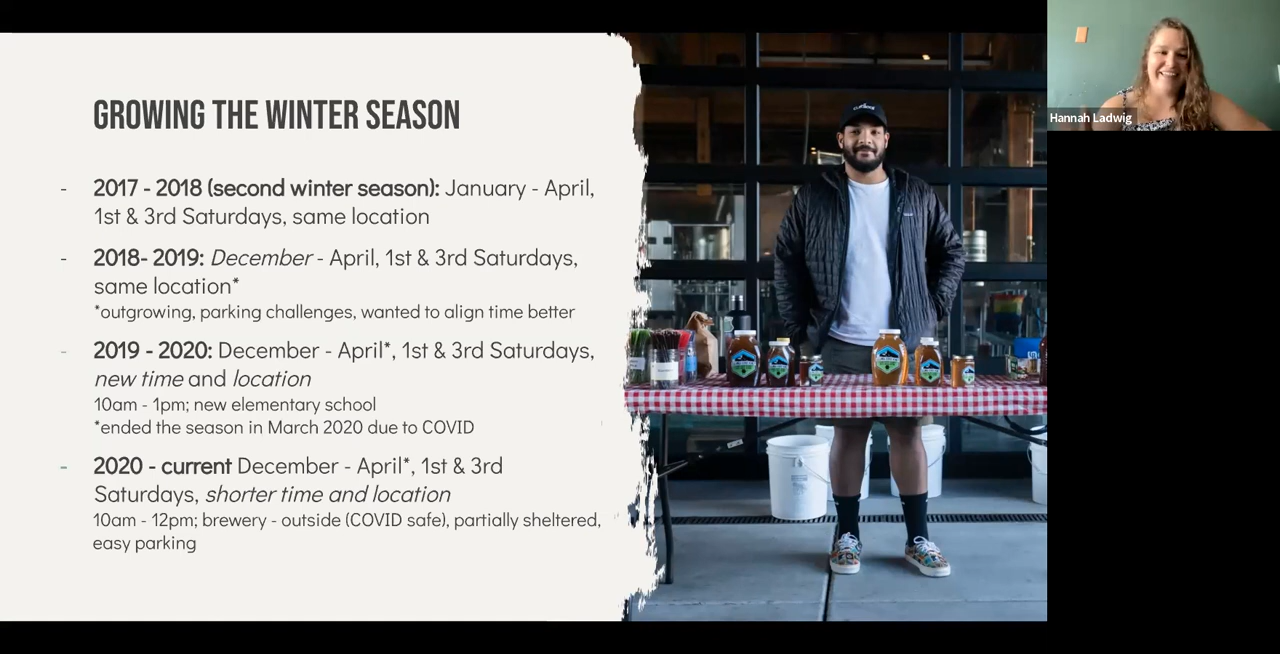 GROWING THE WINTER SEASON
- 2017 - 2018 (second winter season): January - April,
1st & 3rd Saturdays, same location
- 2018- 2019: December - April, 1st & 3rd Saturdays,
same location*
*outgrowing, parking challenges, wanted to align time better
- 2019 - 2020: December - April*, 1st & 3rd Saturdays,
new time and location
10am - 1pm; new elementary school
*ended the season in March 2020 due to COVID
- 2020 - current December - April*, 1st & 3rd
Saturdays, shorter time and location
10am - 12pm; brewery - outside (COVID safe), partially sheltered,
easy parking
Hannah Ladwig